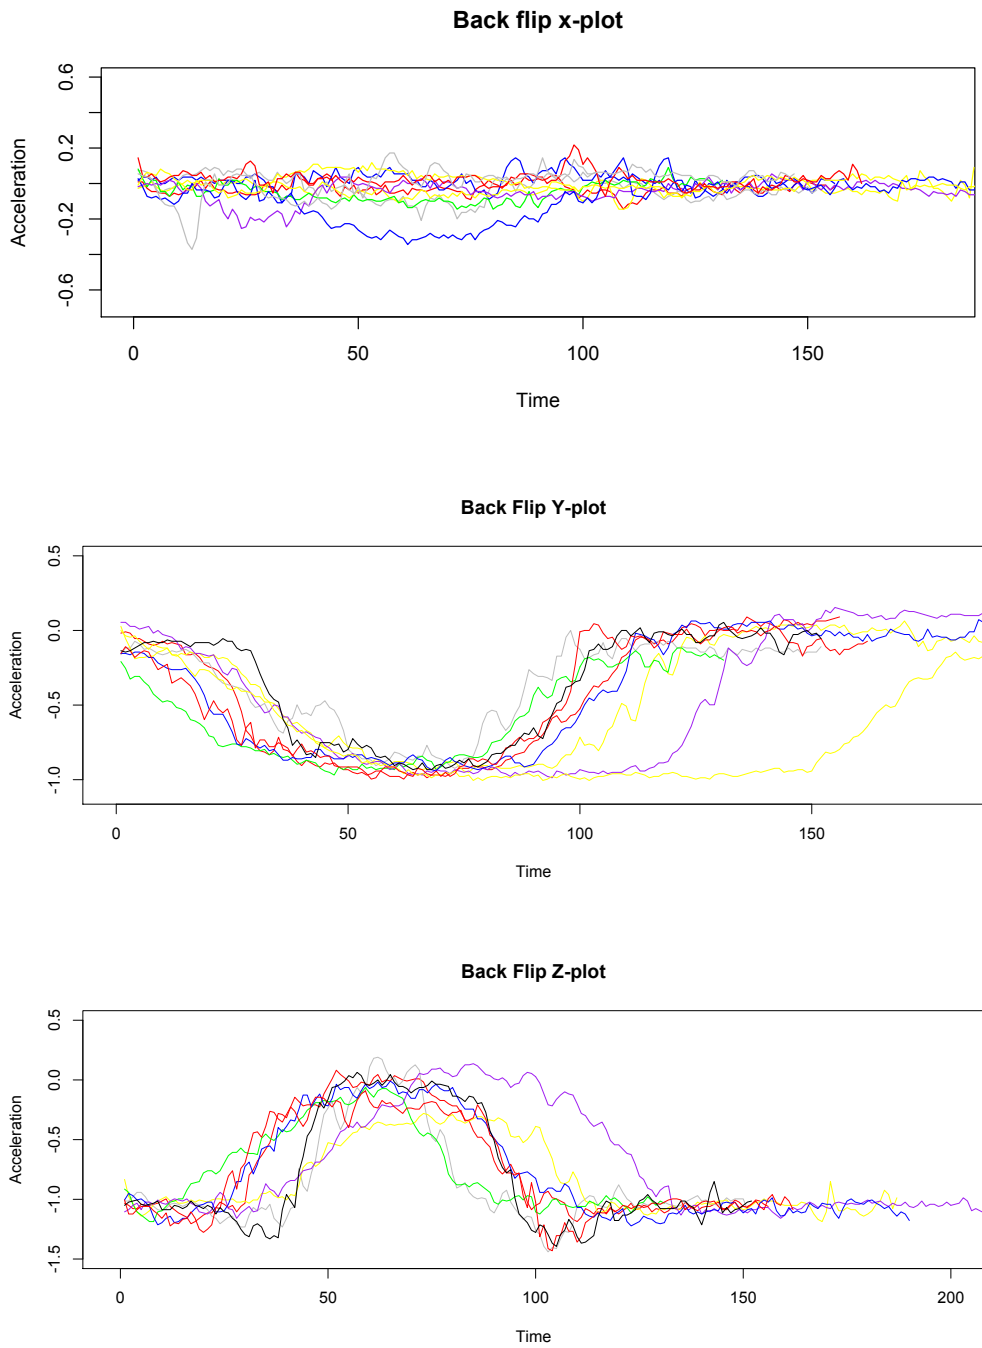 Back flip x-plot
Acceleration
0.6
0.2
-0.2
-0.6
0 50 100 150
Time
Back Flip Y-plot
Acceleration
0.5
0.0
-0.5
-1.0
0 50 100 150
Time
Back Flip Z-plot
Acceleration
0.5
0.0
-0.5
-1.0
-1.5
0 50 100 150 200
Time